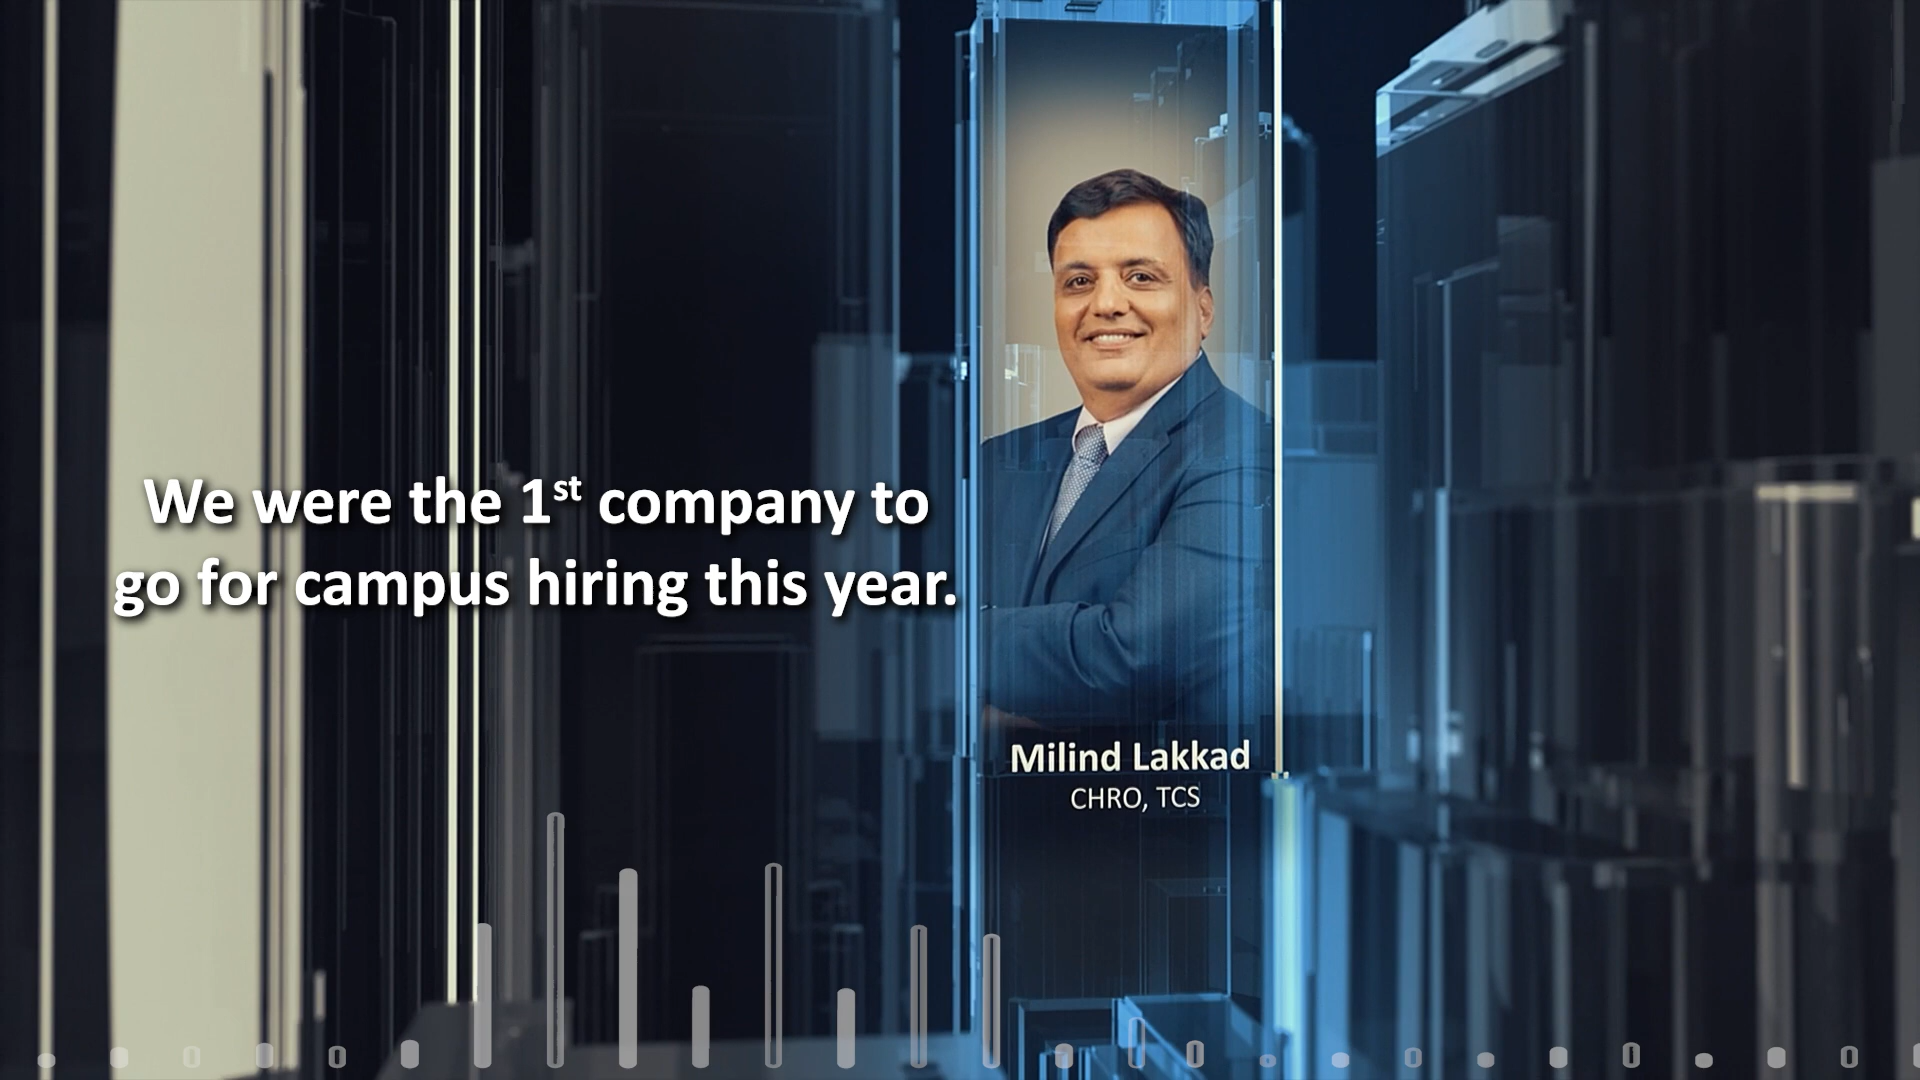 We were the 1st company to
go for campus hiring this year.
Milind Lakkad
CHRO, TCS